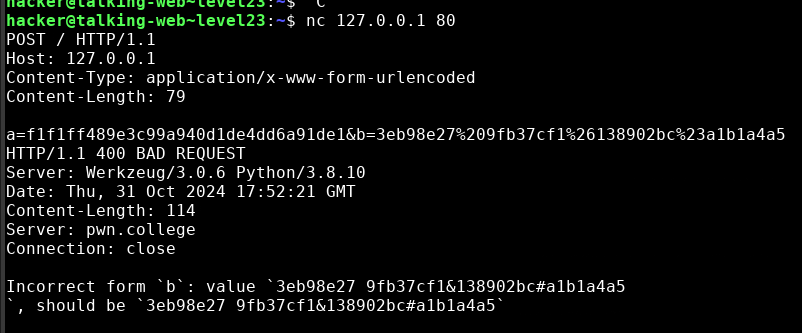 hacker@talking-web~level23:~$ ^C
hacker@talking-web~level23:~$ nc 127.0.0.1 80
POST / HTTP/1.1
Host: 127.0.0.1
Content-Type: application/x-www-form-urlencoded
Content-Length: 79

a=f1f1ff489e3c99a940d1de4dd6a91de1&b=3eb98e27%209fb37cf1%26138902bc%23a1b1a4a5
HTTP/1.1 400 BAD REQUEST
Server: Werkzeug/3.0.6 Python/3.8.10
Date: Thu, 31 Oct 2024 17:52:21 GMT
Content-Length: 114
Server: pwn.college
Connection: close

Incorrect form `b`: value `3eb98e27 9fb37cf1&138902bc#a1b1a4a5
`, should be `3eb98e27 9fb37cf1&138902bc#a1b1a4a5`